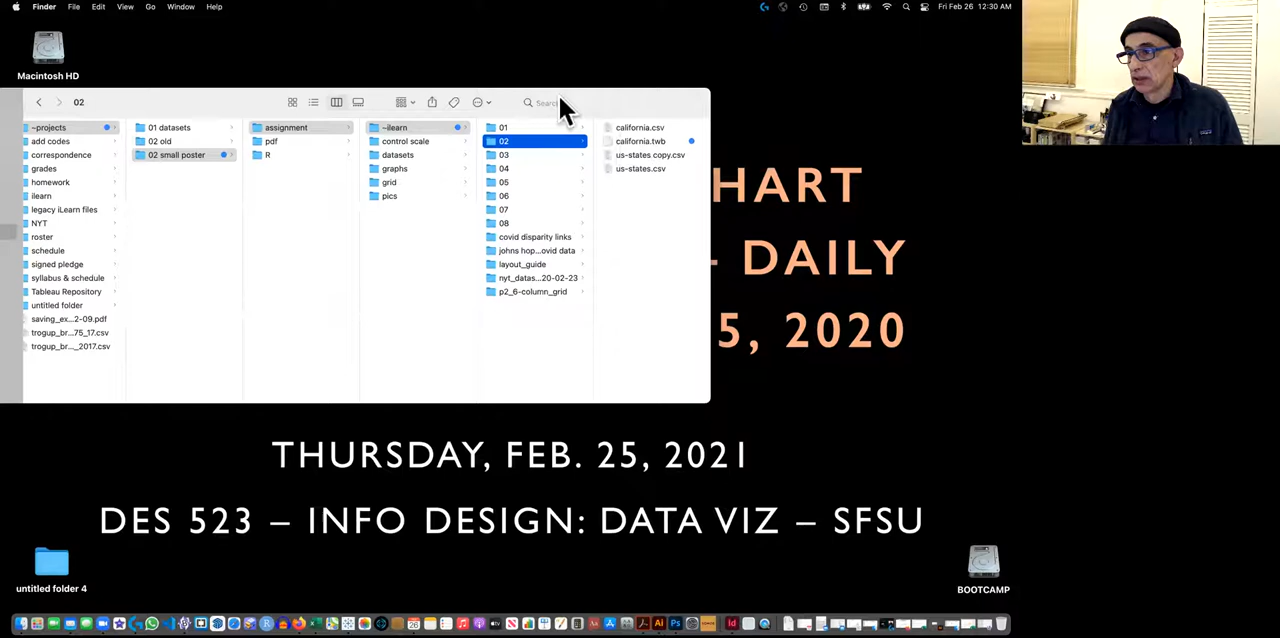 Finder File Edit View Go Window Help
Fri Feb 26 12:30 AM
Macintosh HD
02
Search
~projects
add codes
correspondence
grades
homework
ilearn
legacy iLearn files
NYT
roster
schedule
signed pledge
syllabus & schedule
Tableau Repository
untitled folder
saving_ex...2-09.pdf
trogup_br...75_17.csv
trogup_br..._2017.csv
01 datasets
02 old
02 small poster
assignment
pdf
R
~ilearn
control scale
datasets
graphs
grid
pics
01
02
03
04
05
06
07
08
covid disparity links
johns hop...ovid data
layout_guide
nyt_datas...20-02-23
p2_6-column_grid
california.csv
california.twb
us-states copy.csv
us-states.csv
HART
- DAILY
5, 2020
THURSDAY, FEB. 25, 2021
DES 523 – INFO DESIGN: DATA VIZ – SFSU
untitled folder 4
BOOTCAMP